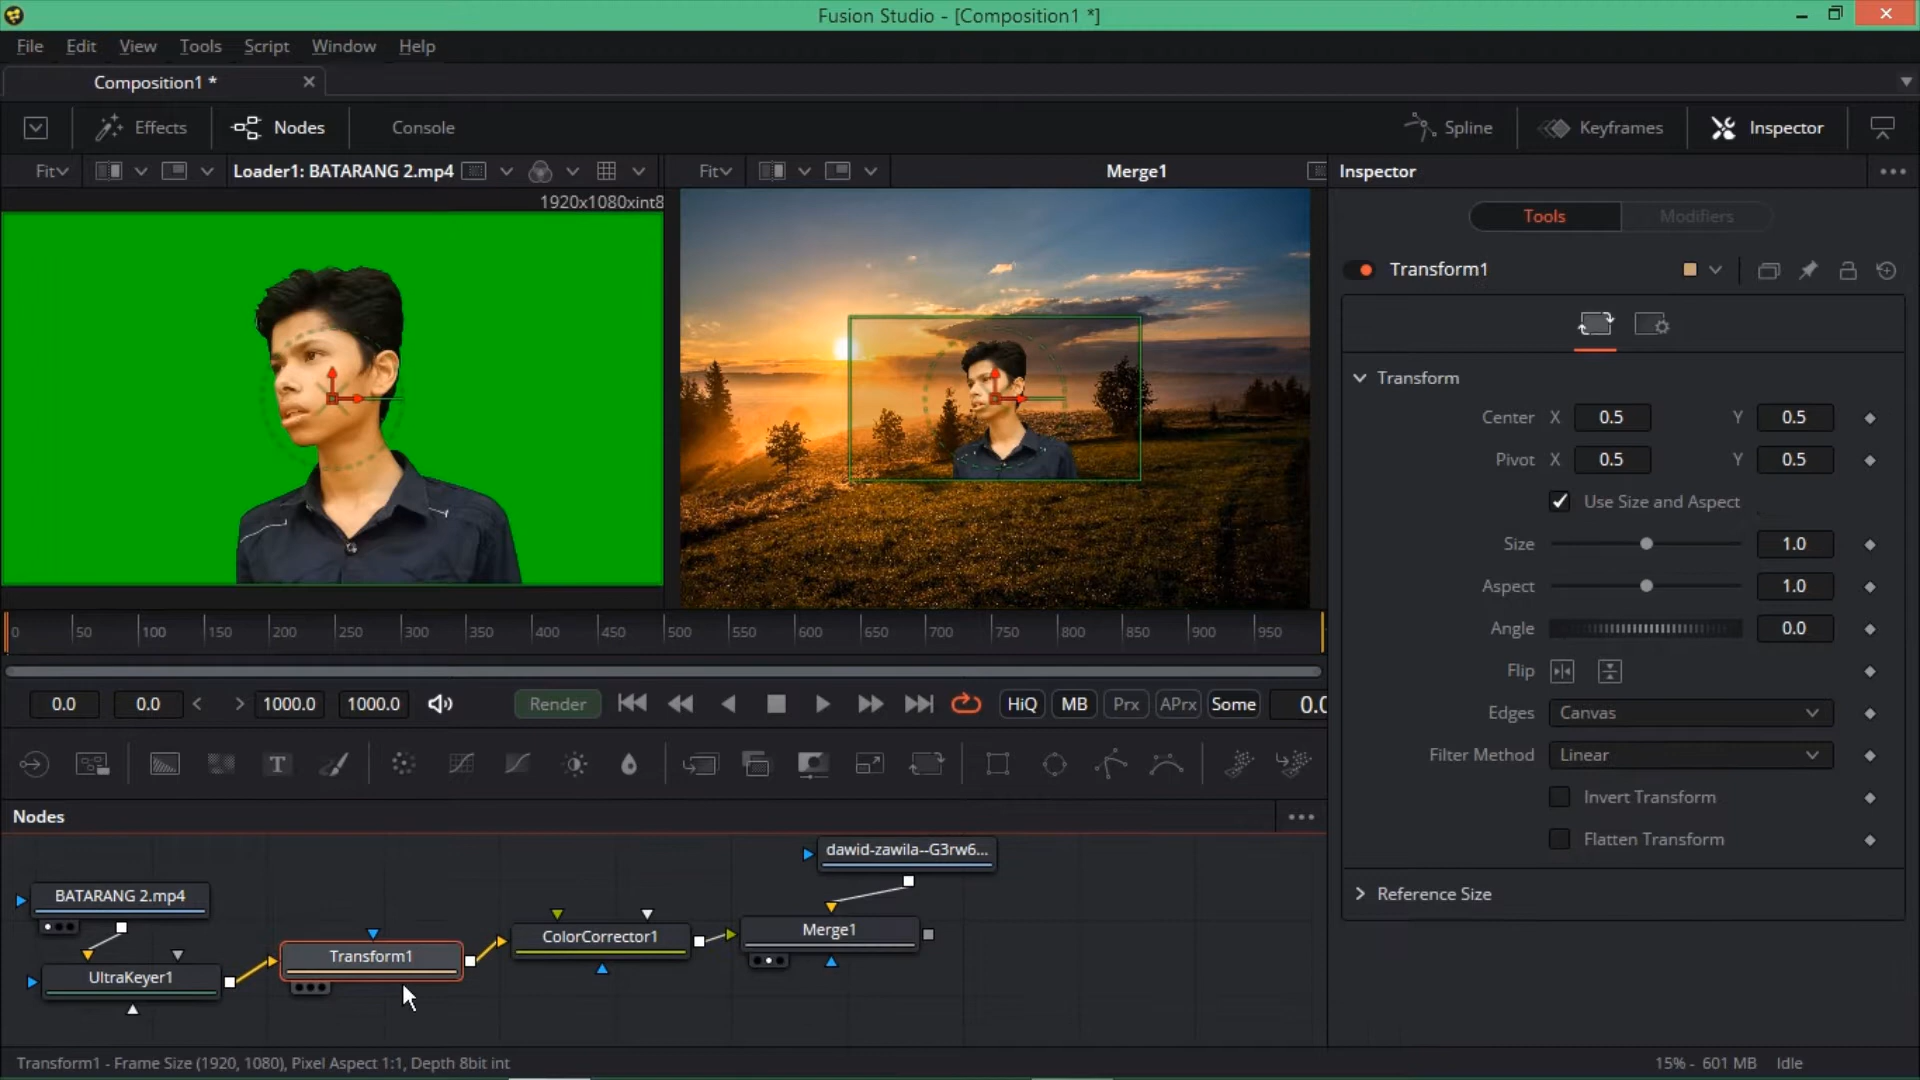 Fusion Studio - [Composition1 *]
File Edit View Tools Script Window Help
Composition1 *
Effects Nodes Console Spline Keyframes Inspector
Fit Loader1: BATARANG 2.mp4 Fit Merge1 Inspector
1920x1080xint8
Tools Modifiers
Transform1
Transform
Center X 0.5 Y 0.5
Pivot X 0.5 Y 0.5
Use Size and Aspect
Size 1.0
Aspect 1.0
Angle 0.0
Flip
Edges Canvas
Filter Method Linear
Invert Transform
Flatten Transform
Reference Size
0 50 100 150 200 250 300 350 400 450 500 550 600 650 700 750 800 850 900 950
0.0 0.0 1000.0 1000.0 Render HiQ MB Prx APrx Some 0.0
T
Nodes
dawid-zawila--G3rw6...
BATARANG 2.mp4
Merge1
ColorCorrector1
Transform1
UltraKeyer1
Transform1 - Frame Size (1920, 1080), Pixel Aspect 1:1, Depth 8bit int
15% - 601 MB Idle